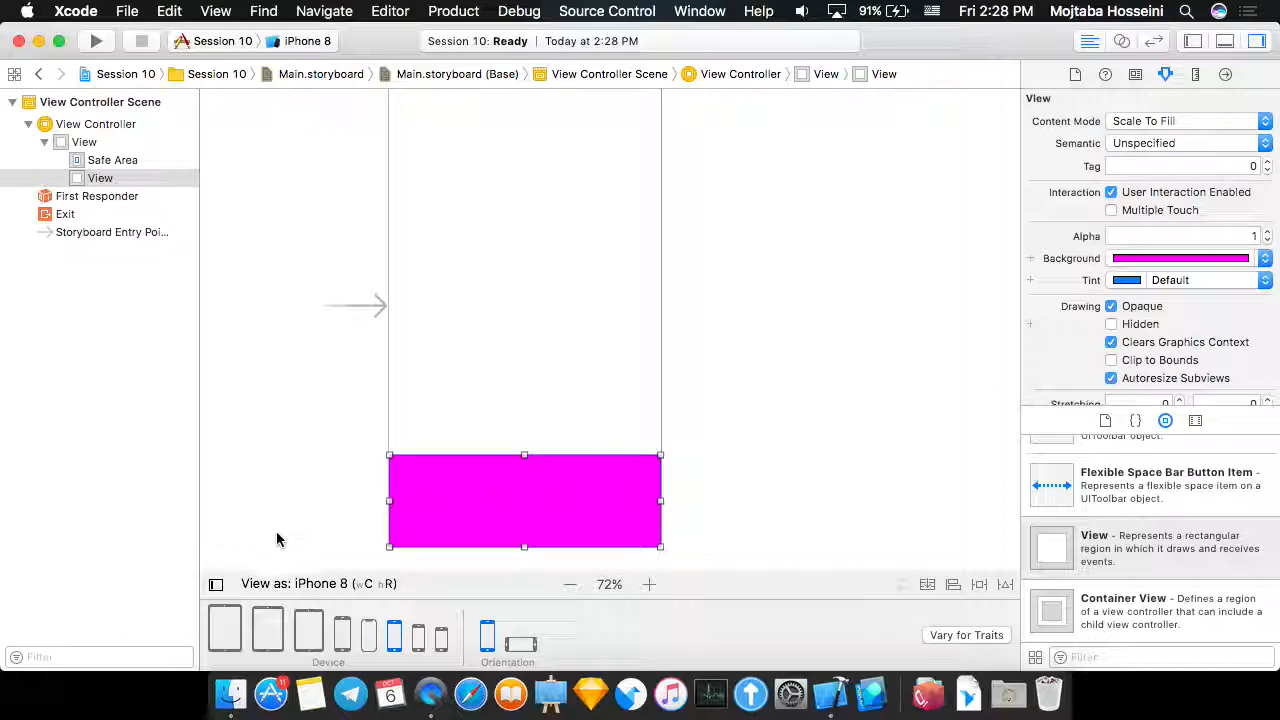 Xcode File Edit View Find Navigate Editor Product Debug Source Control Window Help 91% Fri 2:28 PM Mojtaba Hosseini
Session 10 iPhone 8 Session 10: Ready Today at 2:28 PM
Session 10 Session 10 Main.storyboard Main.storyboard (Base) View Controller Scene View Controller View View
View Controller Scene
View Controller
View
Safe Area
View
First Responder
Exit
Storyboard Entry Poi...
Filter
View as: iPhone 8 (wC hR)
72%
Device
Orientation
Vary for Traits
View
Content Mode Scale To Fill
Semantic Unspecified
Tag 0
Interaction User Interaction Enabled
Multiple Touch
Alpha 1
Background
Tint Default
Drawing Opaque
Hidden
Clears Graphics Context
Clip to Bounds
Autoresize Subviews
Stretching 0 0
UIToolbar object.
Flexible Space Bar Button Item -
Represents a flexible space item on a
UIToolbar object.
View - Represents a rectangular
region in which it draws and receives
events.
Container View - Defines a region
of a view controller that can include a
child view controller.
Filter
11
OCT
6